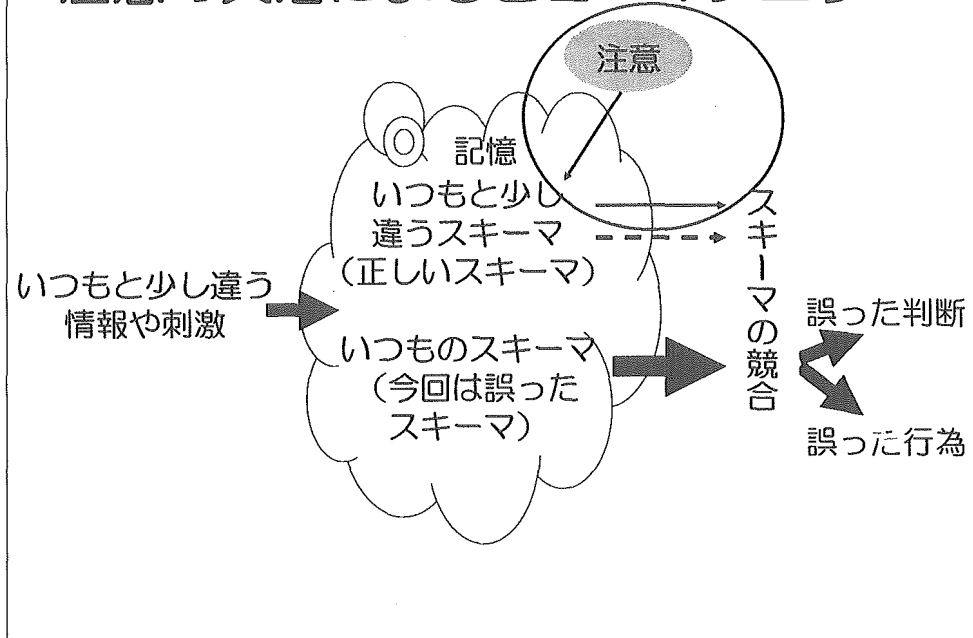 注意
記憶
いつもと少し
違うスキーマ
（正しいスキーマ）
いつもと少し違う
情報や刺激
いつものスキーマ
（今回は誤った
スキーマ）
スキーマの競合
誤った判断
誤った行為